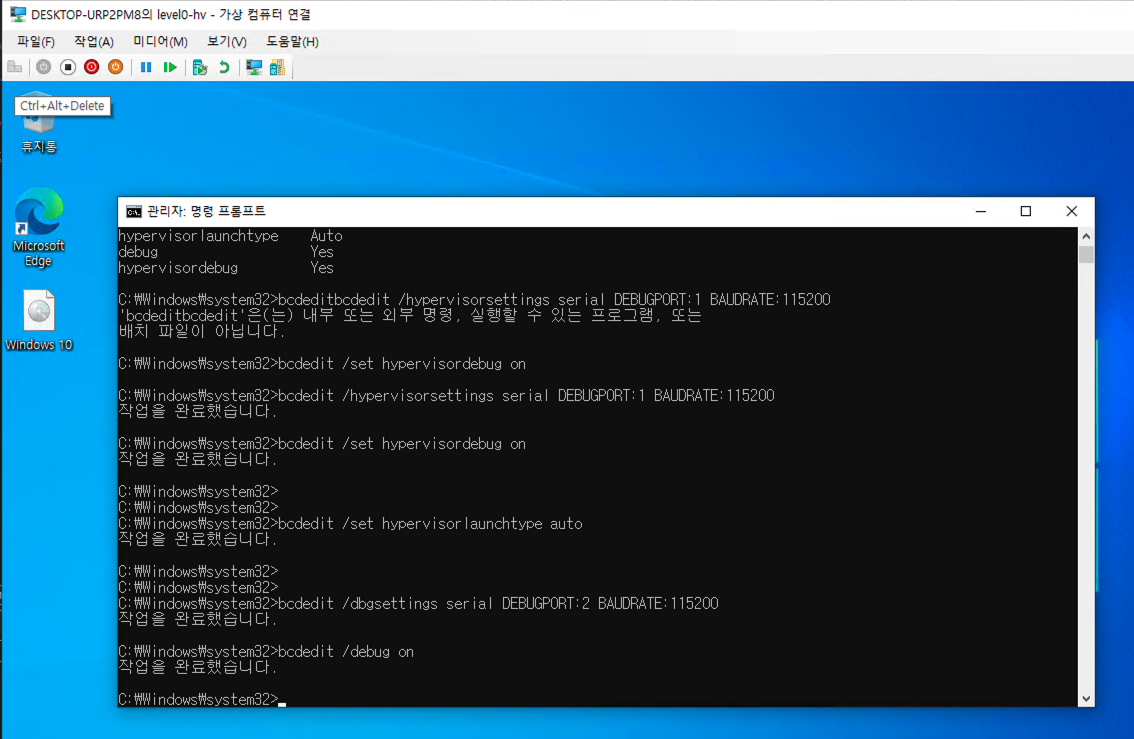 DESKTOP-URP2PM8의 level0-hv - 가상 컴퓨터 연결
파일(F) 작업(A) 미디어(M) 보기(V) 도움말(H)
Ctrl+Alt+Delete
휴지통
Microsoft
Edge
Windows 10
관리자: 명령 프롬프트
hypervisorlaunchtype    Auto
debug                   Yes
hypervisordebug         Yes
C:₩Windows₩system32>bcdeditbcdedit /hypervisorsettings serial DEBUGPORT:1 BAUDRATE:115200
'bcdeditbcdedit'은(는) 내부 또는 외부 명령, 실행할 수 있는 프로그램, 또는
배치 파일이 아닙니다.
C:₩Windows₩system32>bcdedit /set hypervisordebug on
C:₩Windows₩system32>bcdedit /hypervisorsettings serial DEBUGPORT:1 BAUDRATE:115200
작업을 완료했습니다.
C:₩Windows₩system32>bcdedit /set hypervisordebug on
작업을 완료했습니다.
C:₩Windows₩system32>
C:₩Windows₩system32>
C:₩Windows₩system32>bcdedit /set hypervisorlaunchtype auto
작업을 완료했습니다.
C:₩Windows₩system32>
C:₩Windows₩system32>
C:₩Windows₩system32>bcdedit /dbgsettings serial DEBUGPORT:2 BAUDRATE:115200
작업을 완료했습니다.
C:₩Windows₩system32>bcdedit /debug on
작업을 완료했습니다.
C:₩Windows₩system32>